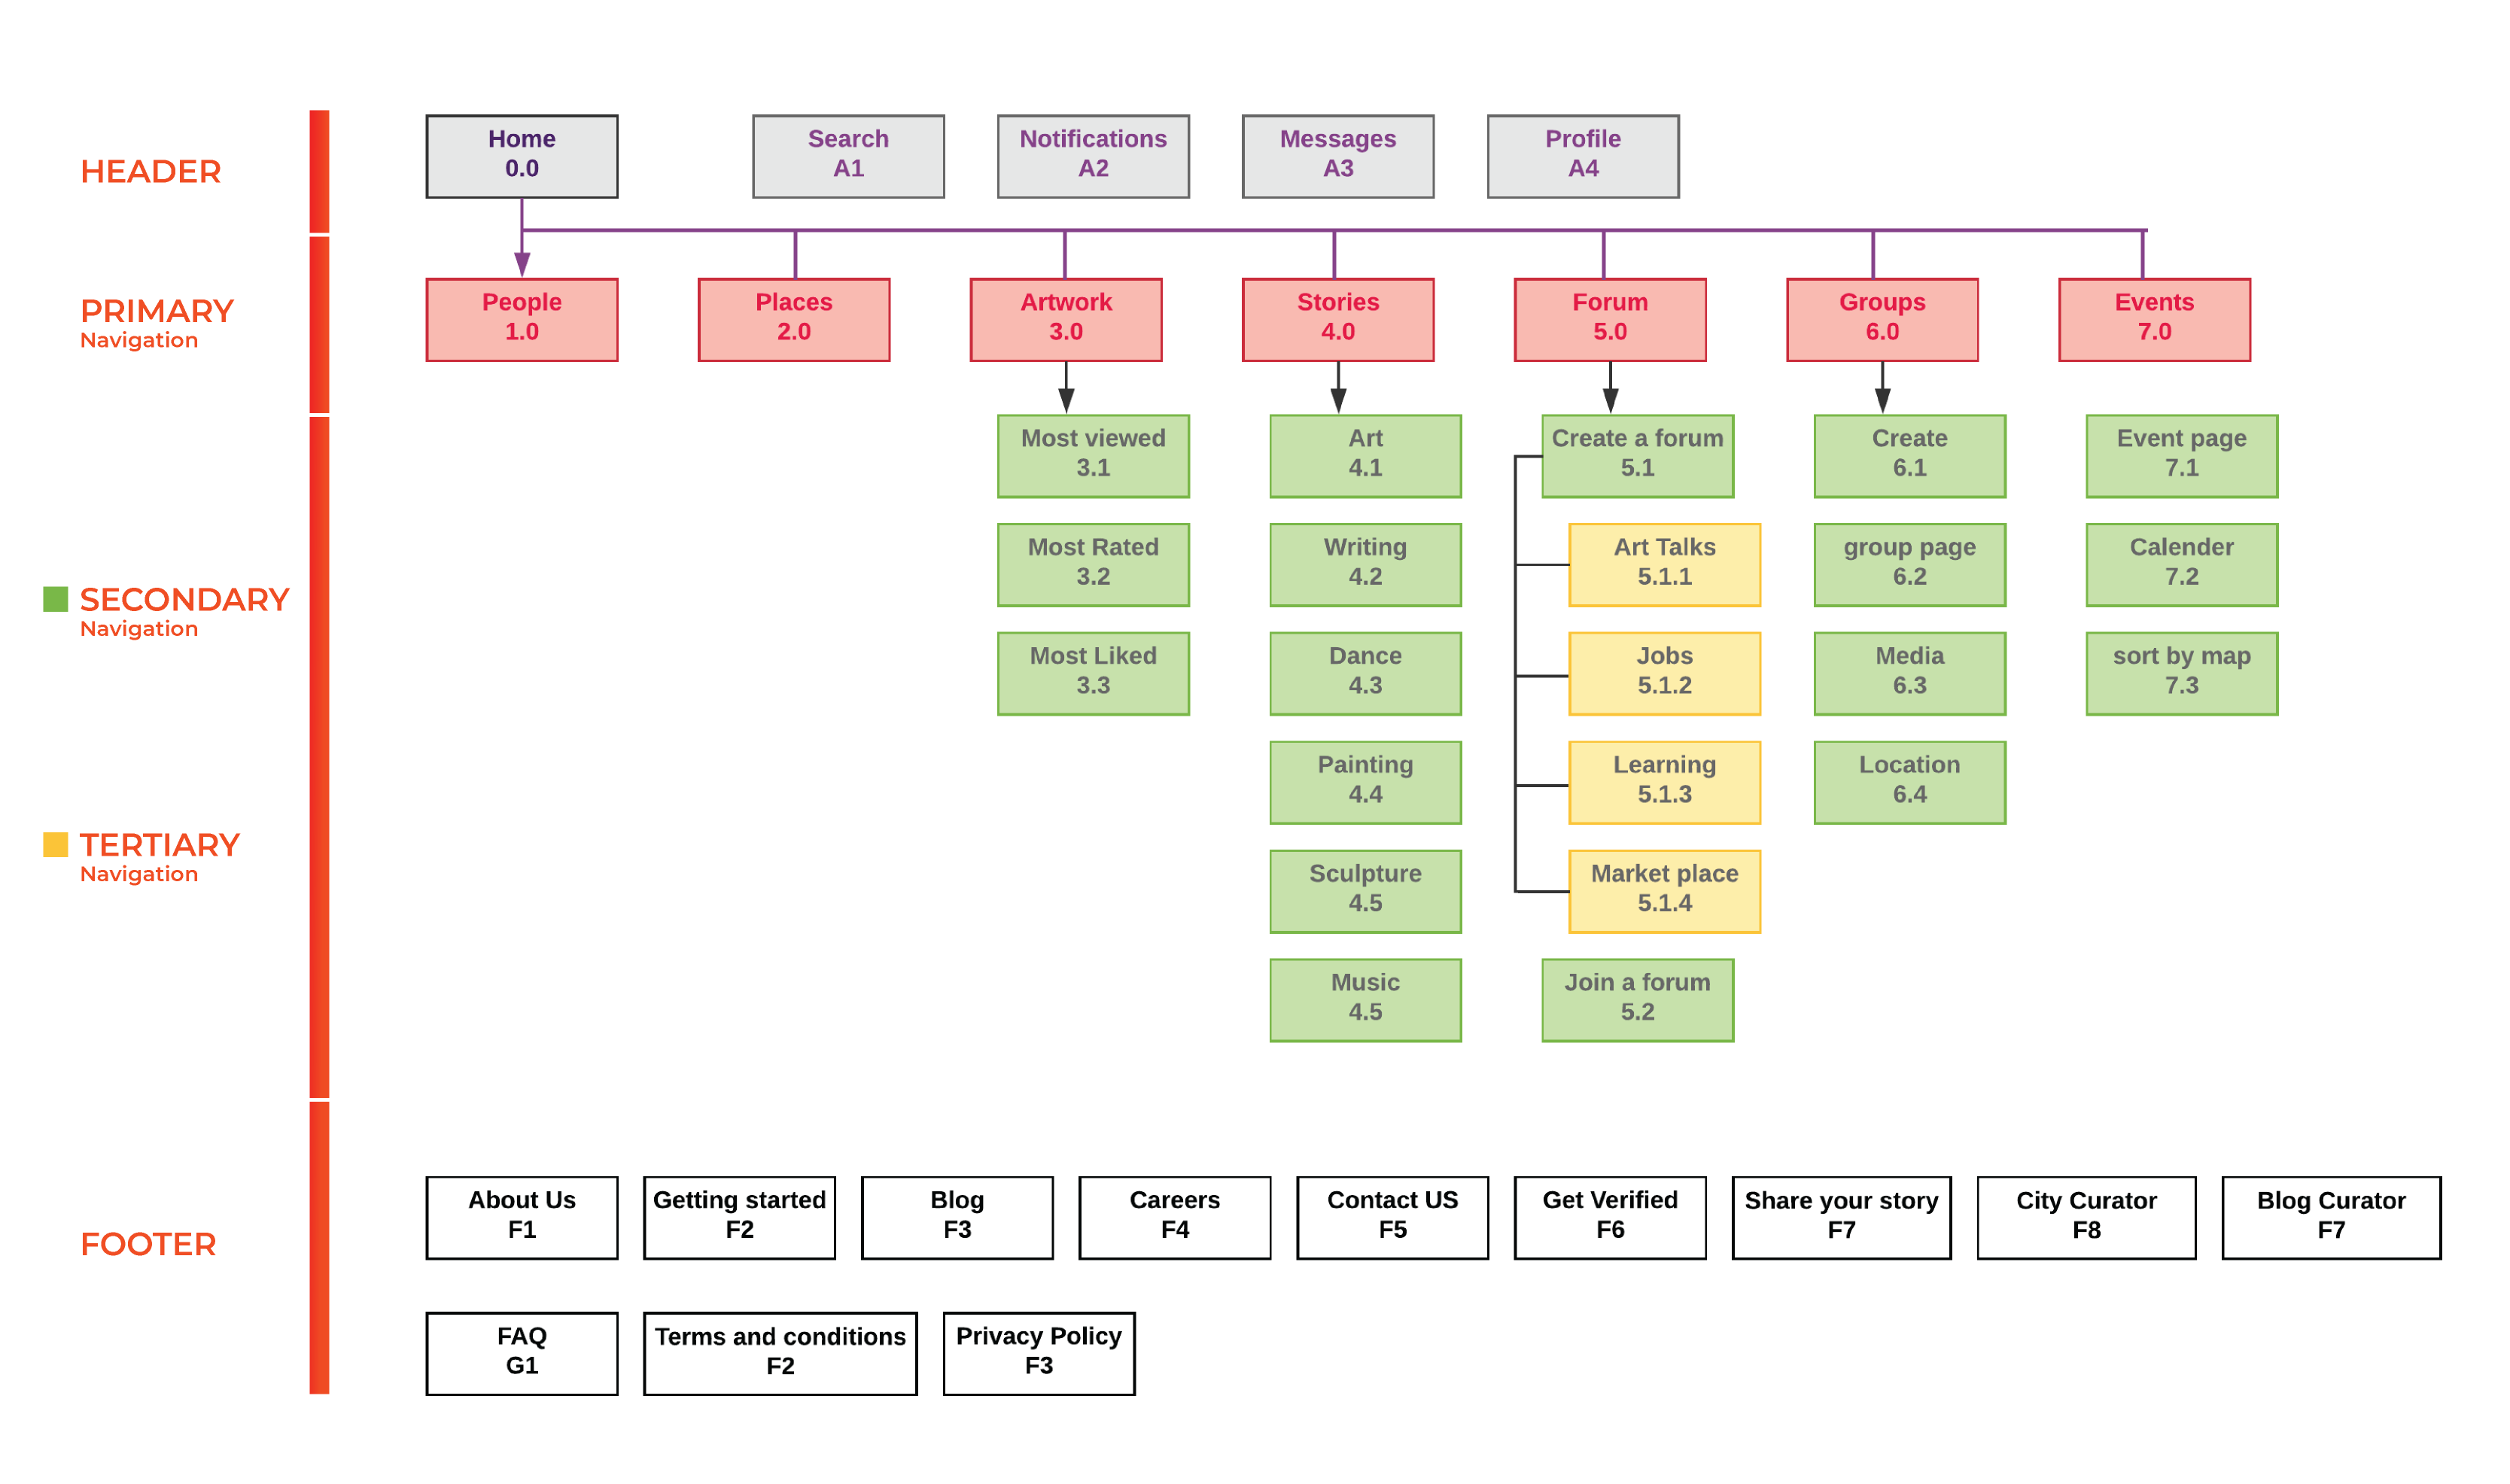 HEADER
Home
0.0
Search
A1
Notifications
A2
Messages
A3
Profile
A4
PRIMARY
Navigation
People
1.0
Places
2.0
Artwork
3.0
Stories
4.0
Forum
5.0
Groups
6.0
Events
7.0
SECONDARY
Navigation
TERTIARY
Navigation
Most viewed
3.1
Most Rated
3.2
Most Liked
3.3
Art
4.1
Writing
4.2
Dance
4.3
Painting
4.4
Sculpture
4.5
Music
4.5
Create a forum
5.1
Art Talks
5.1.1
Jobs
5.1.2
Learning
5.1.3
Market place
5.1.4
Join a forum
5.2
Create
6.1
group page
6.2
Media
6.3
Location
6.4
Event page
7.1
Calender
7.2
sort by map
7.3
FOOTER
About Us
F1
Getting started
F2
Blog
F3
Careers
F4
Contact US
F5
Get Verified
F6
Share your story
F7
City Curator
F8
Blog Curator
F7
FAQ
G1
Terms and conditions
F2
Privacy Policy
F3